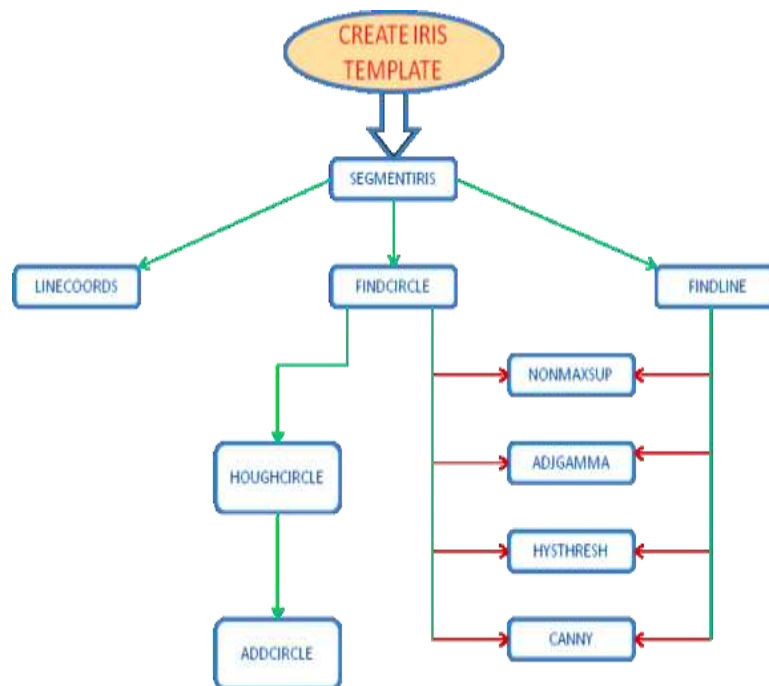 CREATE IRIS
TEMPLATE
SEGMENTIRIS
LINECOORDS
FINDCIRCLE
FINDLINE
NONMAXSUP
HOUGHCIRCLE
ADJGAMMA
HYSTHRESH
ADDCIRCLE
CANNY